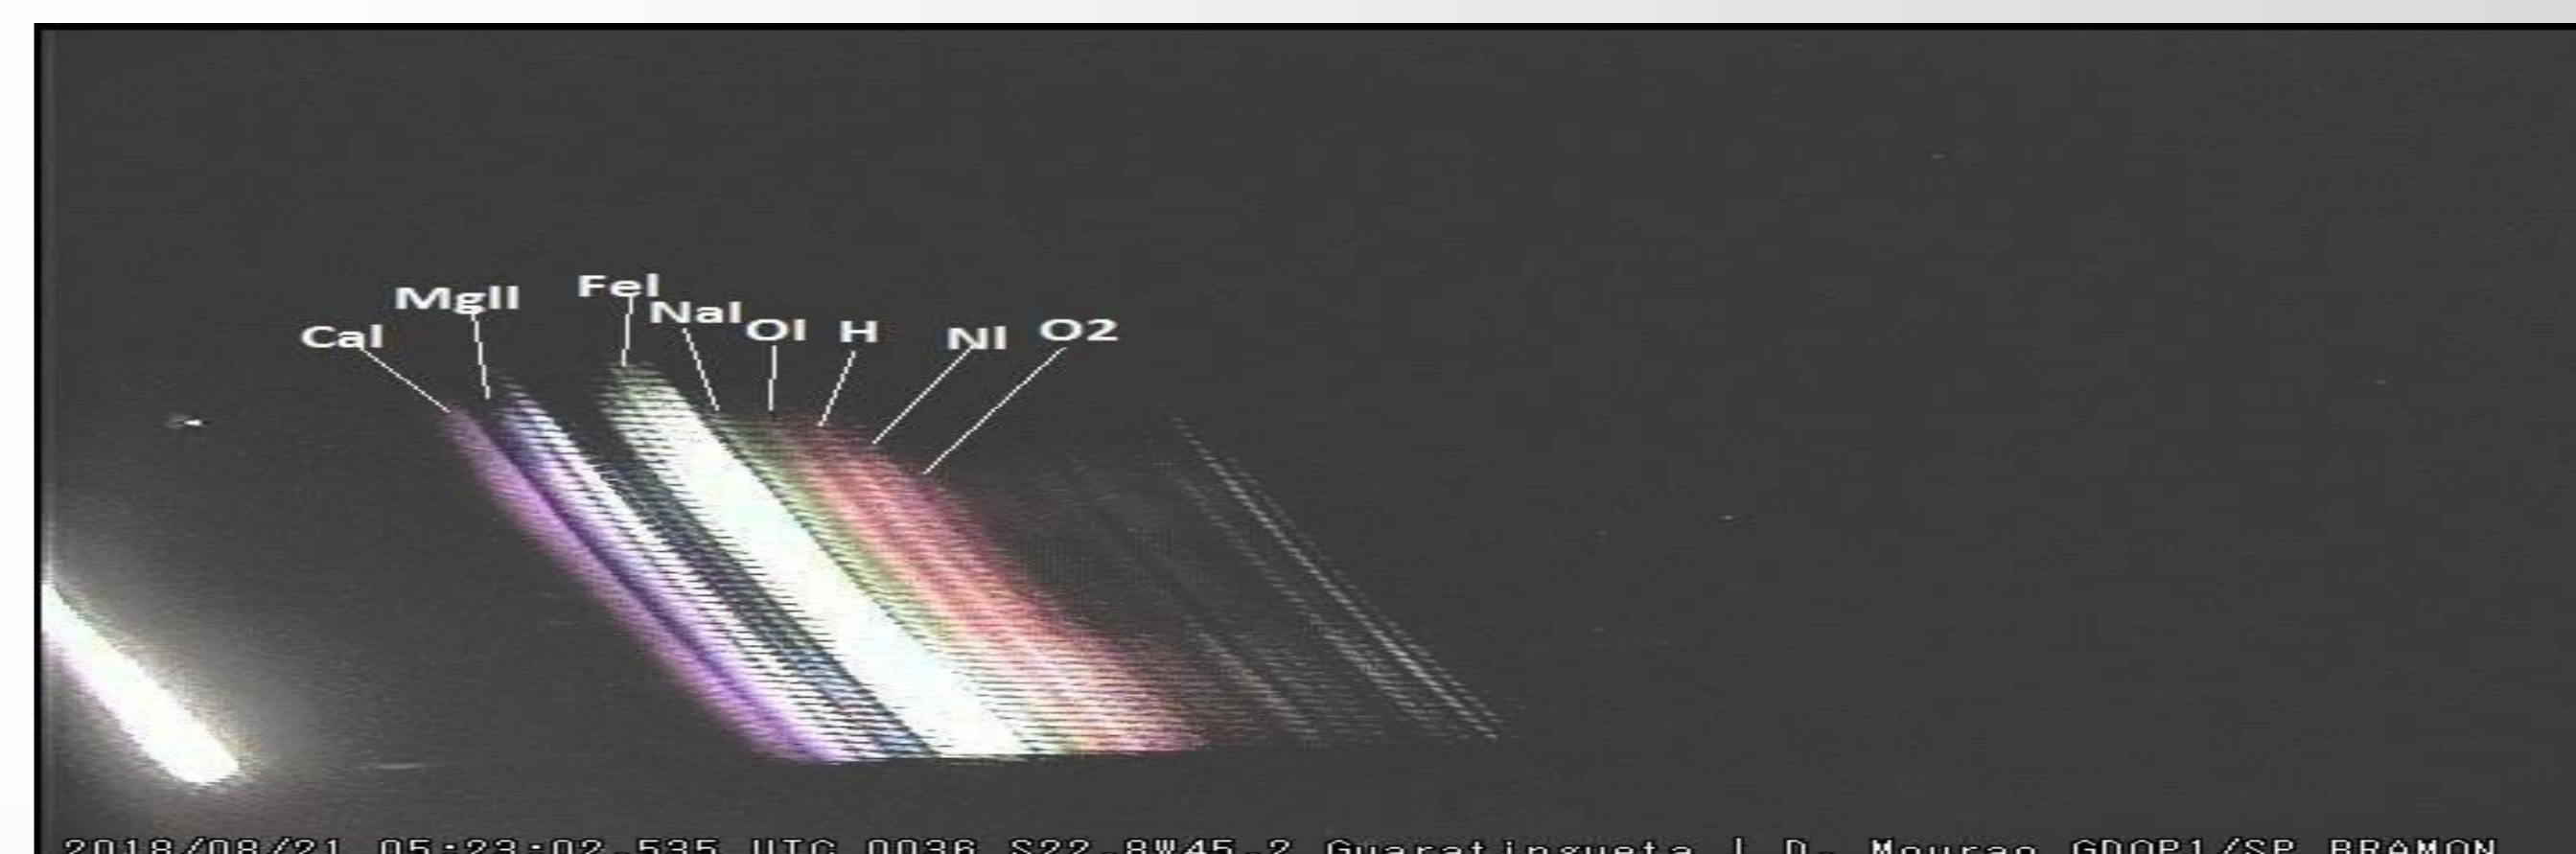 CaI MgII FeI NaI OI H NI O2
2018/08/21 05:23:02.535 UTC 0036 S22.8W45.2 Guaratingueta | D. Mourao GDOP1/SP BRAMON